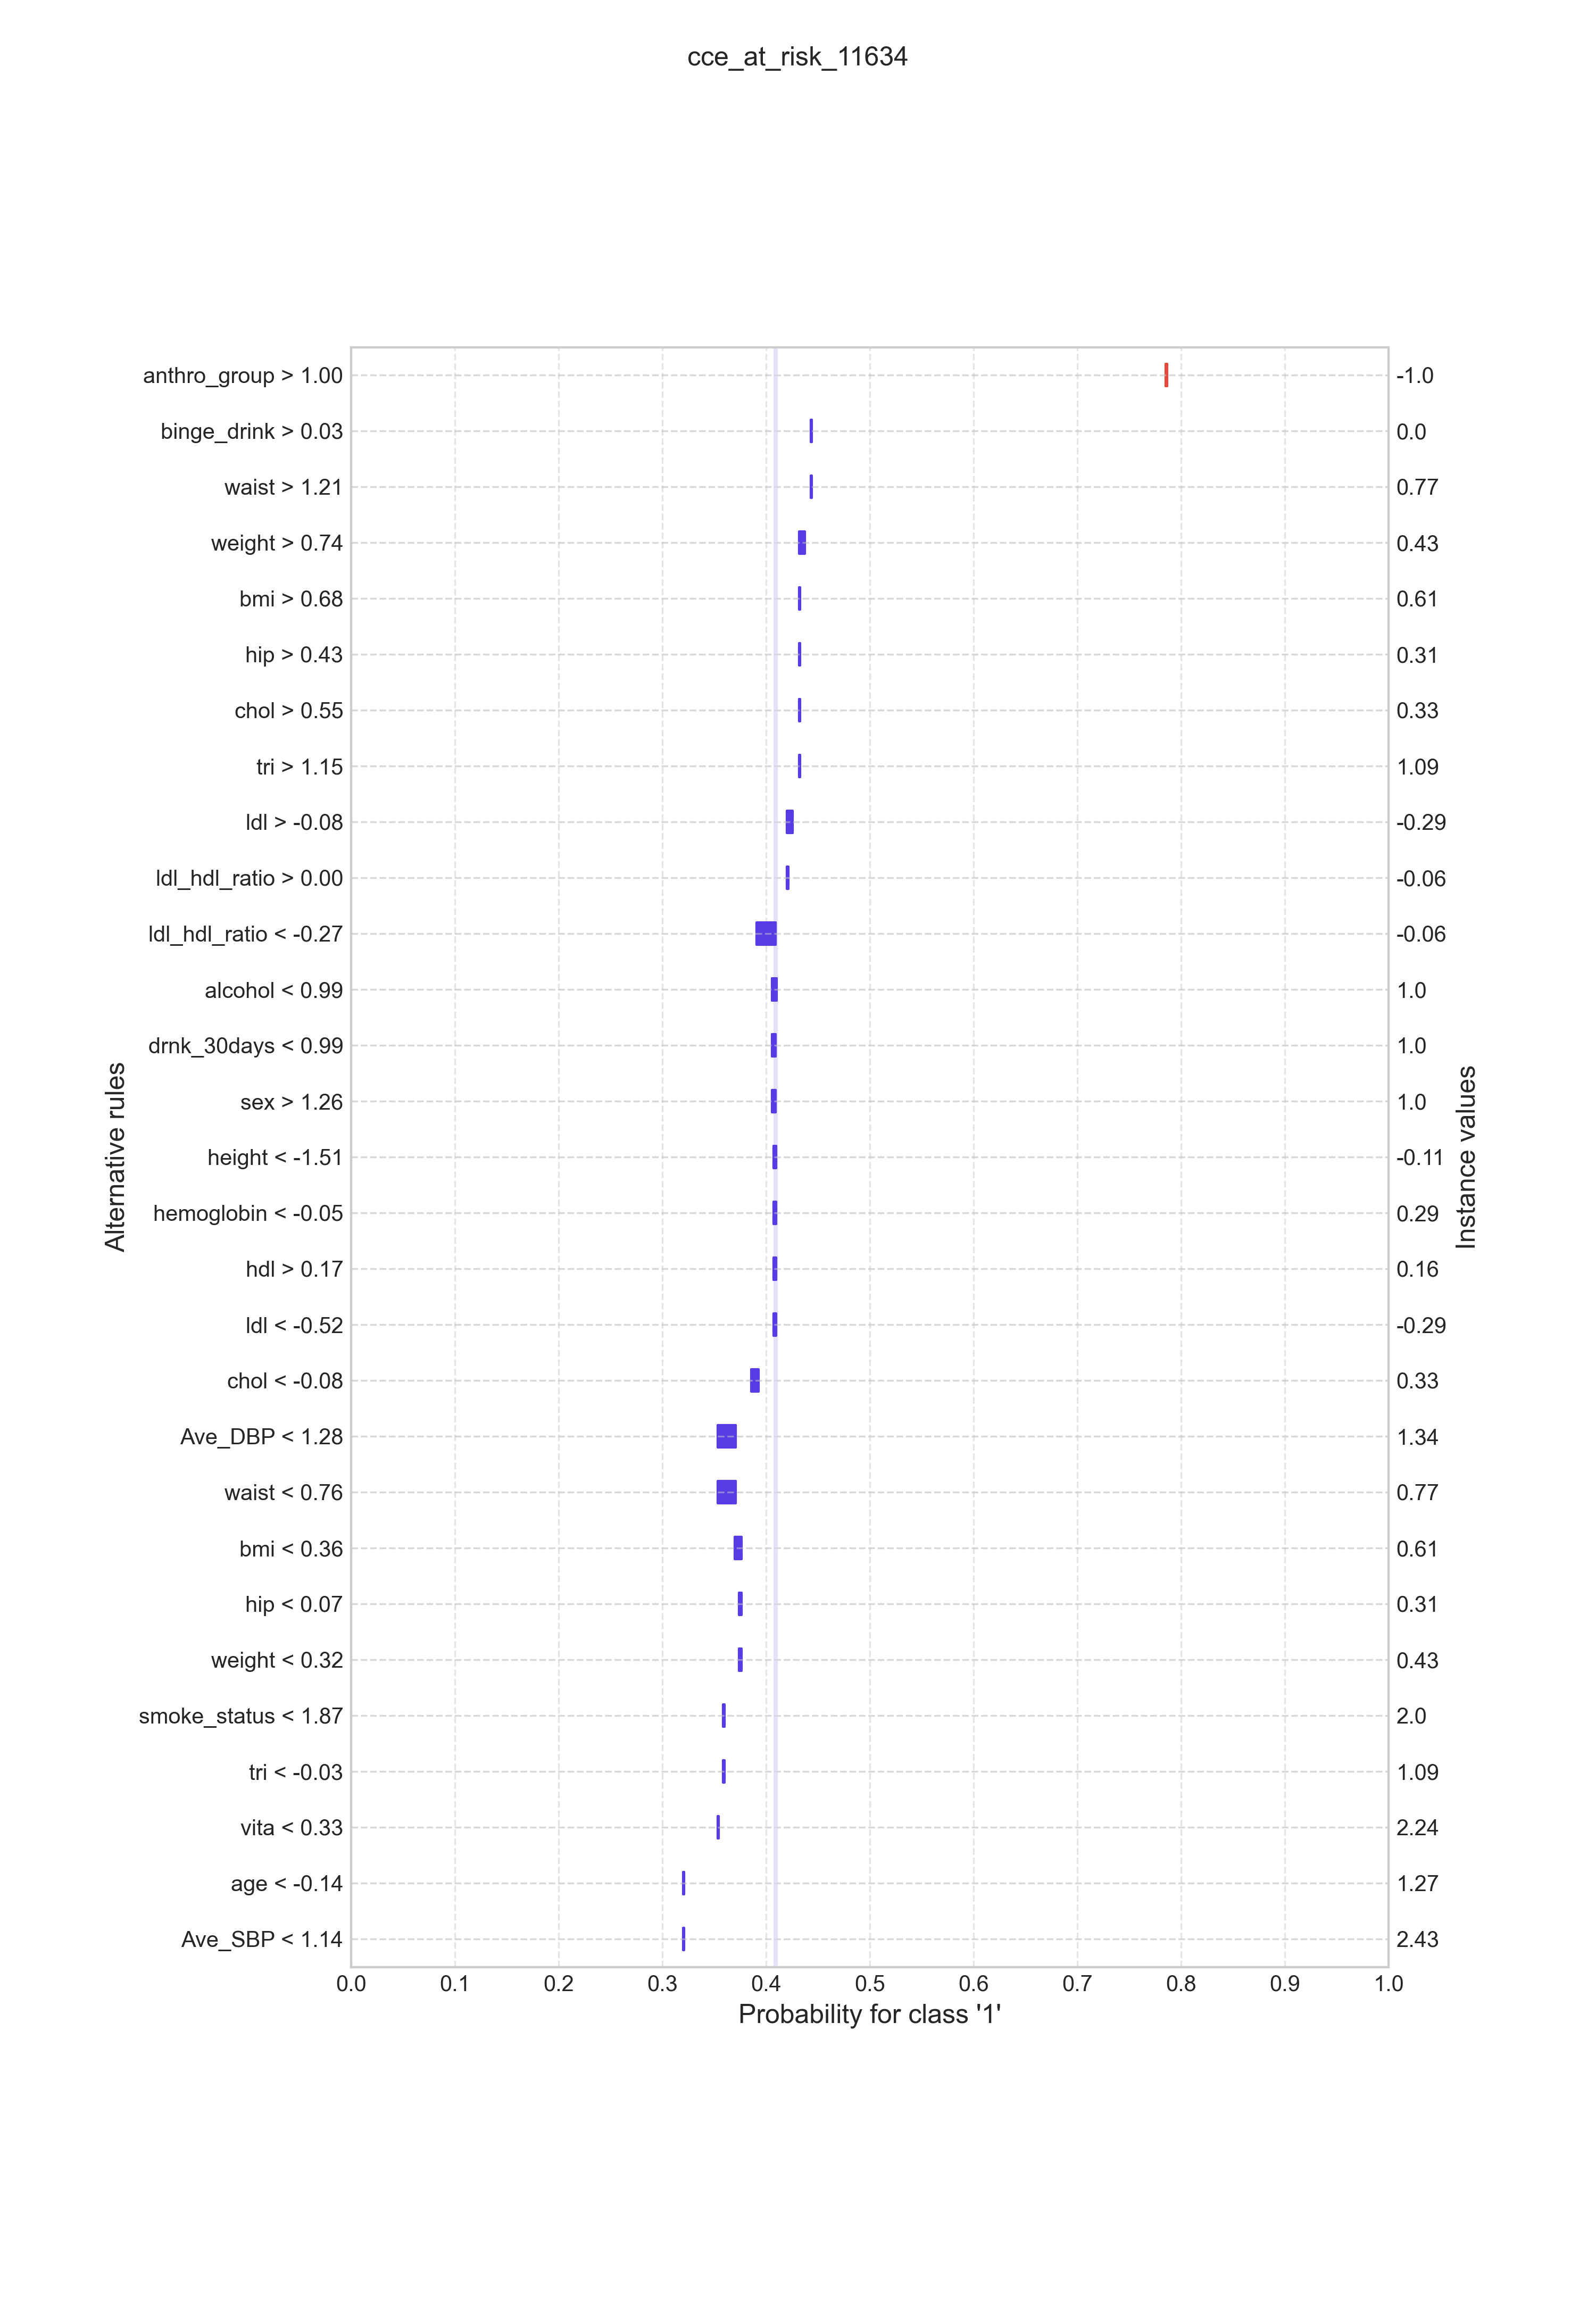 cce_at_risk_11634
anthro_group > 1.00 -1.0
binge_drink > 0.03 0.0
waist > 1.21 0.77
weight > 0.74 0.43
bmi > 0.68 0.61
hip > 0.43 0.31
chol > 0.55 0.33
tri > 1.15 1.09
ldl > -0.08 -0.29
ldl_hdl_ratio > 0.00 -0.06
ldl_hdl_ratio < -0.27 -0.06
alcohol < 0.99 1.0
drnk_30days < 0.99 1.0
sex > 1.26 1.0
height < -1.51 -0.11
hemoglobin < -0.05 0.29
hdl > 0.17 0.16
ldl < -0.52 -0.29
chol < -0.08 0.33
Ave_DBP < 1.28 1.34
waist < 0.76 0.77
bmi < 0.36 0.61
hip < 0.07 0.31
weight < 0.32 0.43
smoke_status < 1.87 2.0
tri < -0.03 1.09
vita < 0.33 2.24
age < -0.14 1.27
Ave_SBP < 1.14 2.43
Alternative rules
Instance values
0.0 0.1 0.2 0.3 0.4 0.5 0.6 0.7 0.8 0.9 1.0
Probability for class '1'